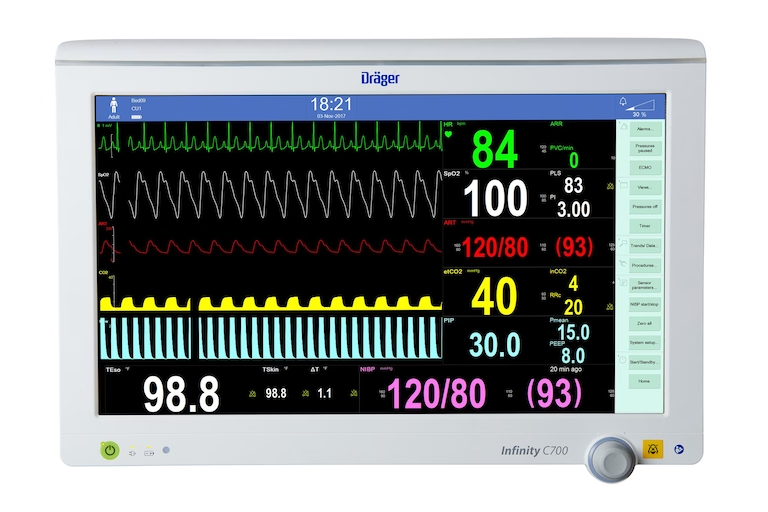 Dräger
Adult
Bed09
CU1
18:21
03-Nov-2017
30 %
II 1 mV
SpO2
ART
CO2
40
HR bpm
84
ARR
PVC/min
0
SpO2 %
100
PLS
83
PI
3.00
ART mmHg
120/80 (93)
etCO2 mmHg
40
inCO2
4
RRc
20
PIP
30.0
Pmean
15.0
PEEP
8.0
TEso °F
98.8
TSkin °F
98.8
ΔT °F
1.1
NIBP mmHg
20 min ago
120/80 (93)
Alarms...
Pressures
paused
ECMO
Views...
Pressures off
Timer
Trends/ Data...
Procedures...
Sensor
parameters...
NIBP start/stop
Zero all
System setup...
Start/Standby...
Home
Infinity C700